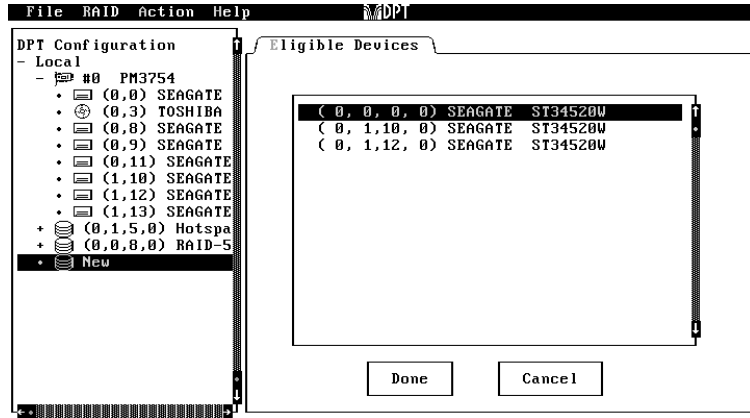 File RAID Action Help DPT
DPT Configuration
- Local
- #0 PM3754
(0,0) SEAGATE
(0,3) TOSHIBA
(0,8) SEAGATE
(0,9) SEAGATE
(0,11) SEAGATE
(1,10) SEAGATE
(1,12) SEAGATE
(1,13) SEAGATE
+ (0,1,5,0) Hotspa
+ (0,0,8,0) RAID-5
New
Eligible Devices
( 0, 0, 0, 0) SEAGATE ST34520W
( 0, 1,10, 0) SEAGATE ST34520W
( 0, 1,12, 0) SEAGATE ST34520W
Done Cancel